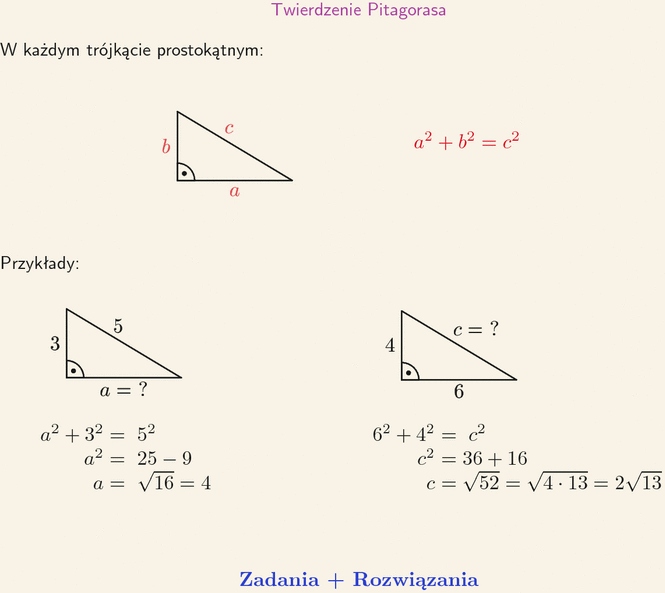 Twierdzenie Pitagorasa
W każdym trójkącie prostokątnym:
c
b
a
a² + b² = c²
Przykłady:
5
3
a = ?
a² + 3² = 5²
a² = 25 − 9
a = √16 = 4
c = ?
4
6
6² + 4² = c²
c² = 36 + 16
c = √52 = √(4 · 13) = 2√13
Zadania + Rozwiązania